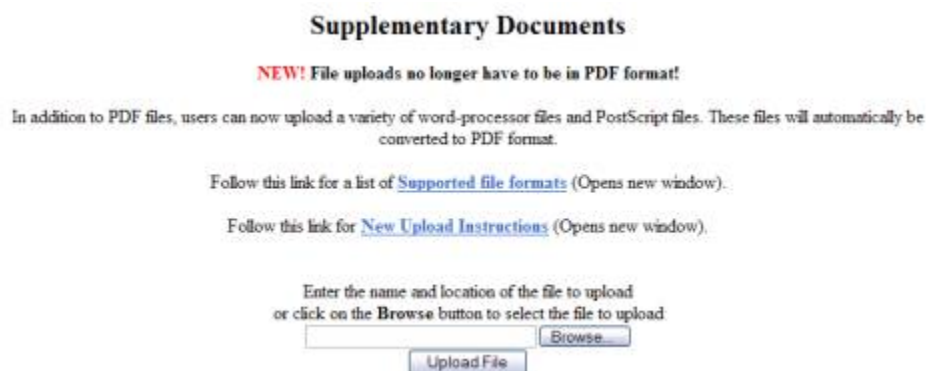 Supplementary Documents
NEW! File uploads no longer have to be in PDF format!
In addition to PDF files, users can now upload a variety of word-processor files and PostScript files. These files will automatically be
converted to PDF format.
Follow this link for a list of Supported file formats (Opens new window).
Follow this link for New Upload Instructions (Opens new window).
Enter the name and location of the file to upload
or click on the Browse button to select the file to upload
Browse...
Upload File